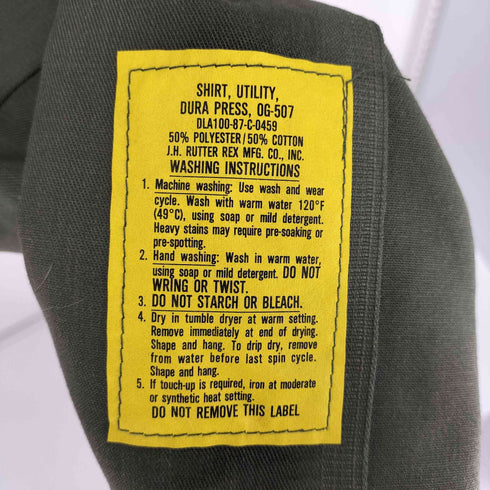 SHIRT, UTILITY,
DURA PRESS, OG-507
DLA100-87-C-0459
50% POLYESTER/50% COTTON
J.H. RUTTER REX MFG. CO., INC.
WASHING INSTRUCTIONS
1. Machine washing: Use wash and wear
cycle. Wash with warm water 120°F
(49°C), using soap or mild detergent.
Heavy stains may require pre-soaking or
pre-spotting.
2. Hand washing: Wash in warm water,
using soap or mild detergent. DO NOT
WRING OR TWIST.
3. DO NOT STARCH OR BLEACH.
4. Dry in tumble dryer at warm setting.
Remove immediately at end of drying.
Shape and hang. To drip dry, remove
from water before last spin cycle.
Shape and hang.
5. If touch-up is required, iron at moderate
or synthetic heat setting.
DO NOT REMOVE THIS LABEL